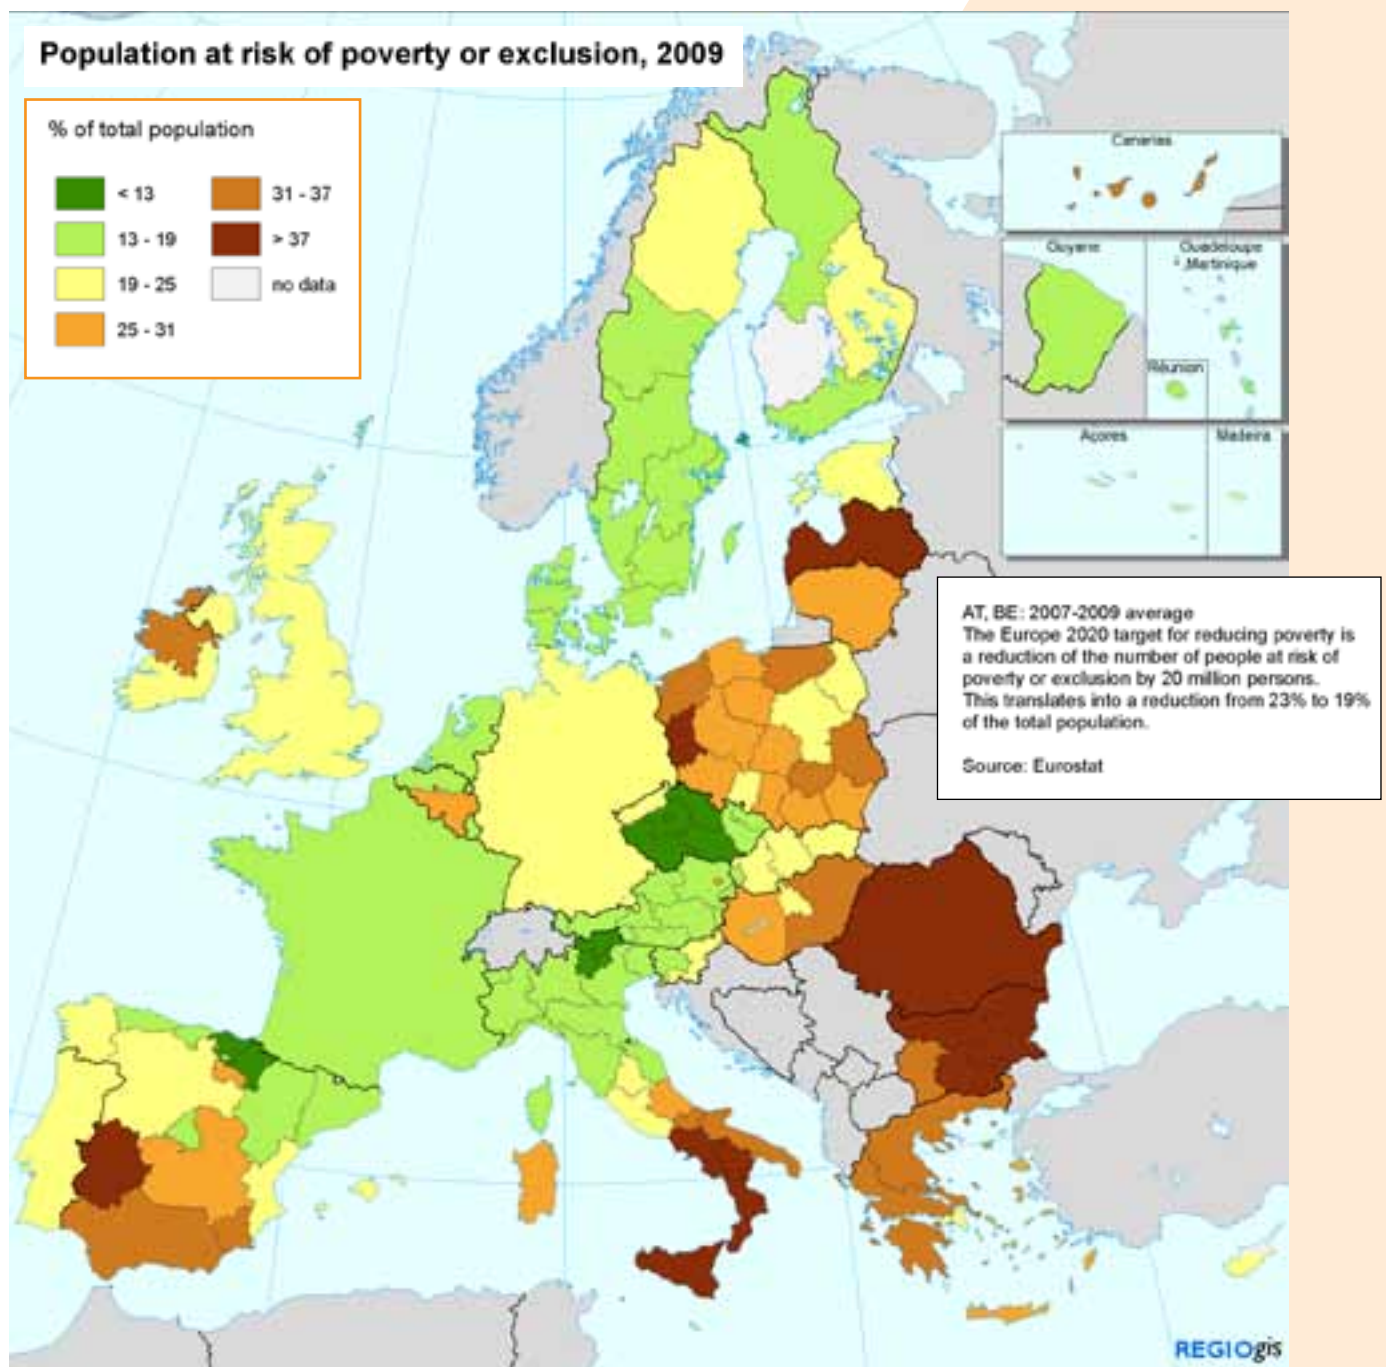 Population at risk of poverty or exclusion, 2009
% of total population
< 13
13 - 19
19 - 25
25 - 31
31 - 37
> 37
no data
Canarias
Guyane
Guadeloupe
Martinique
Réunion
Açores
Madeira
AT, BE: 2007-2009 average
The Europe 2020 target for reducing poverty is
a reduction of the number of people at risk of
poverty or exclusion by 20 million persons.
This translates into a reduction from 23% to 19%
of the total population.
Source: Eurostat
REGIOgis